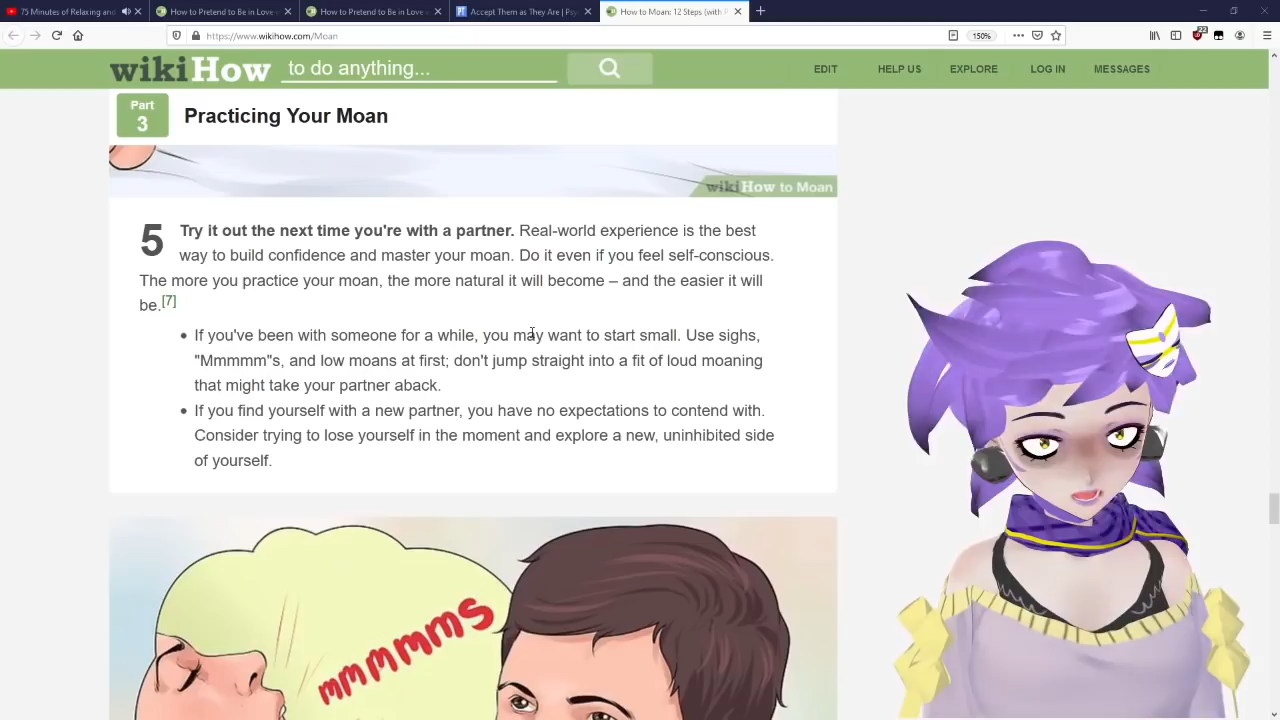 75 Minutes of Relaxing and
How to Pretend to Be in Love
How to Pretend to Be in Love
Accept Them as They Are | Psy
How to Moan: 12 Steps (with P
https://www.wikihow.com/Moan
150%
22
wikiHow
to do anything...
EDIT
HELP US
EXPLORE
LOG IN
MESSAGES
Part
3
Practicing Your Moan
wikiHow to Moan
5
Try it out the next time you're with a partner. Real-world experience is the best
way to build confidence and master your moan. Do it even if you feel self-conscious.
The more you practice your moan, the more natural it will become – and the easier it will
be.[7]
• If you've been with someone for a while, you may want to start small. Use sighs,
"Mmmmm"s, and low moans at first; don't jump straight into a fit of loud moaning
that might take your partner aback.
• If you find yourself with a new partner, you have no expectations to contend with.
Consider trying to lose yourself in the moment and explore a new, uninhibited side
of yourself.
MMMMMS